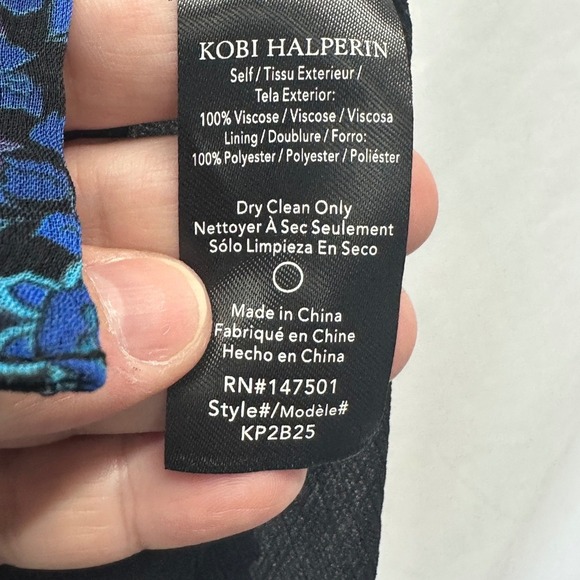 KOBI HALPERIN
Self / Tissu Exterieur /
Tela Exterior:
100% Viscose / Viscose / Viscosa
Lining / Doublure / Forro:
100% Polyester / Polyester / Poliéster
Dry Clean Only
Nettoyer À Sec Seulement
Sólo Limpieza En Seco
Made in China
Fabriqué en Chine
Hecho en China
RN#147501
Style#/Modèle#
KP2B25